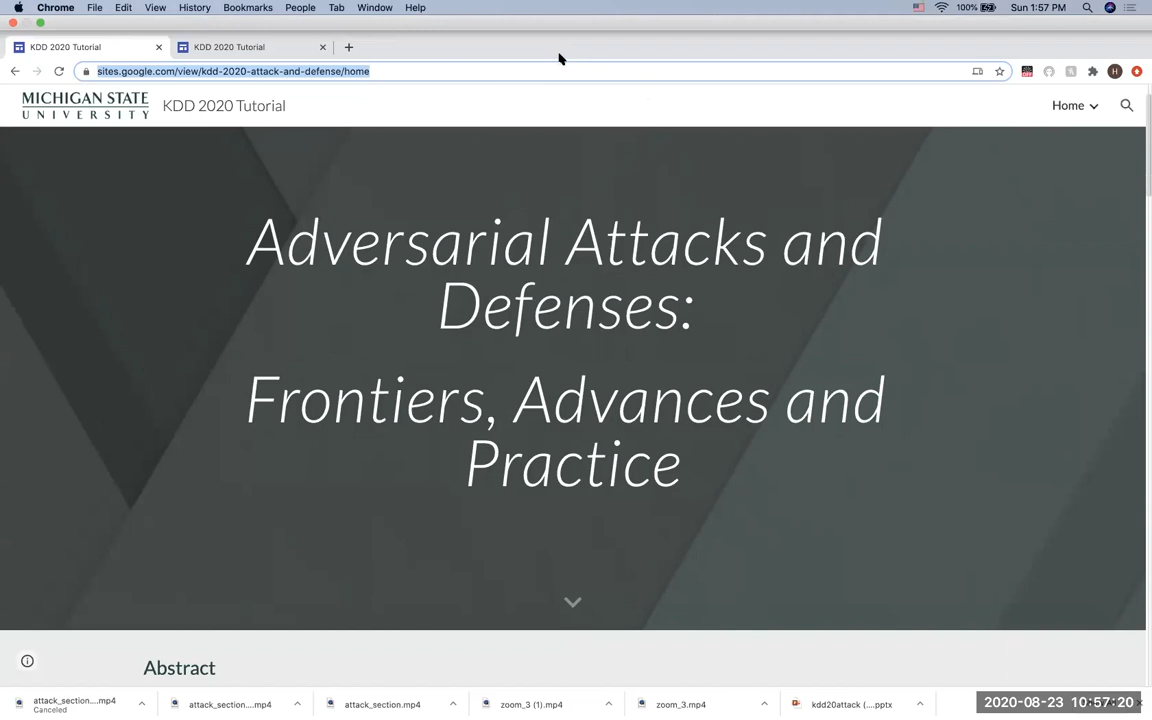 Chrome File Edit View History Bookmarks People Tab Window Help 100% Sun 1:57 PM
KDD 2020 Tutorial KDD 2020 Tutorial
sites.google.com/view/kdd-2020-attack-and-defense/home
MICHIGAN STATE
UNIVERSITY
KDD 2020 Tutorial
Home
Adversarial Attacks and
Defenses:
Frontiers, Advances and
Practice
Abstract
attack_section....mp4
Canceled
attack_section....mp4
attack_section.mp4
zoom_3 (1).mp4
zoom_3.mp4
kdd20attack (....pptx
2020-08-23 10:57:20